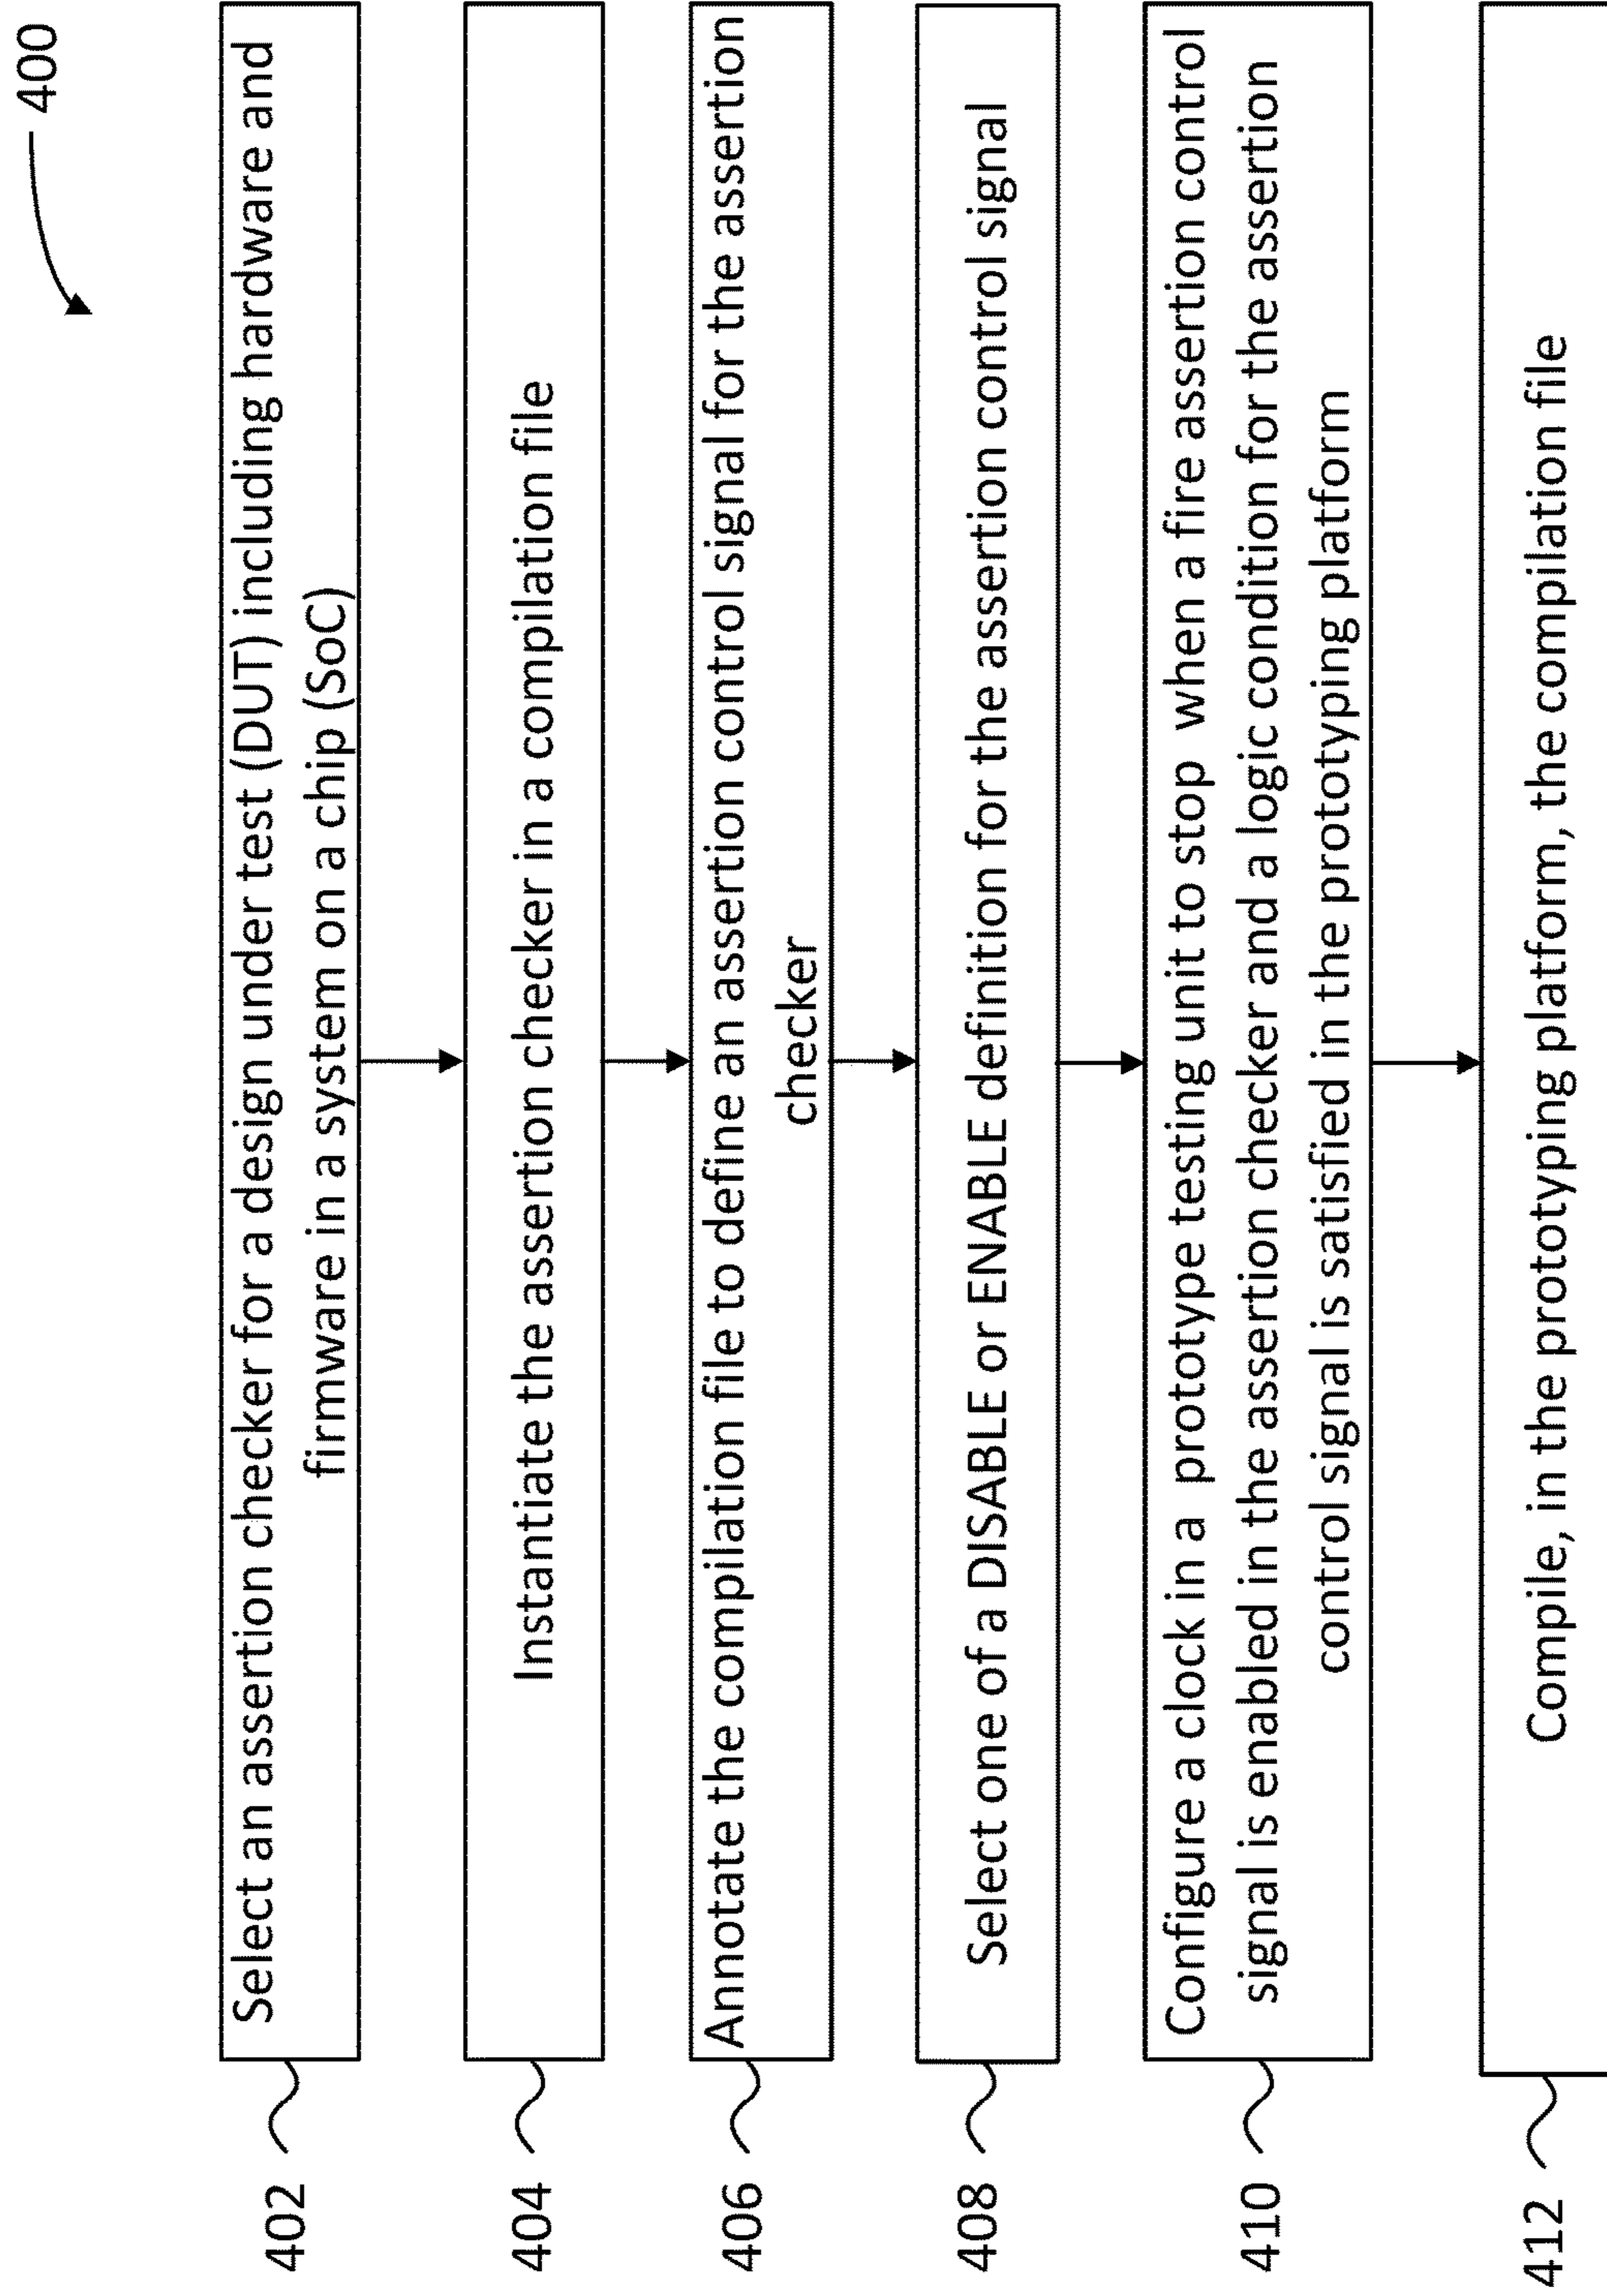 400
402
Select an assertion checker for a design under test (DUT) including hardware and
firmware in a system on a chip (SoC)
404
Instantiate the assertion checker in a compilation file
406
Annotate the compilation file to define an assertion control signal for the assertion
checker
408
Select one of a DISABLE or ENABLE definition for the assertion control signal
410
Configure a clock in a prototype testing unit to stop when a fire assertion control
signal is enabled in the assertion checker and a logic condition for the assertion
control signal is satisfied in the prototyping platform
412
Compile, in the prototyping platform, the compilation file